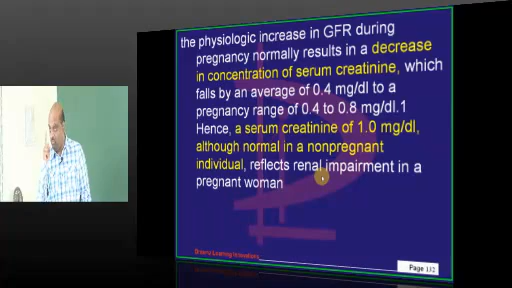 the physiologic increase in GFR during
pregnancy normally results in a decrease
in concentration of serum creatinine, which
falls by an average of 0.4 mg/dl to a
pregnancy range of 0.4 to 0.8 mg/dl.1
Hence, a serum creatinine of 1.0 mg/dl,
although normal in a nonpregnant
individual, reflects renal impairment in a
pregnant woman
Page 132